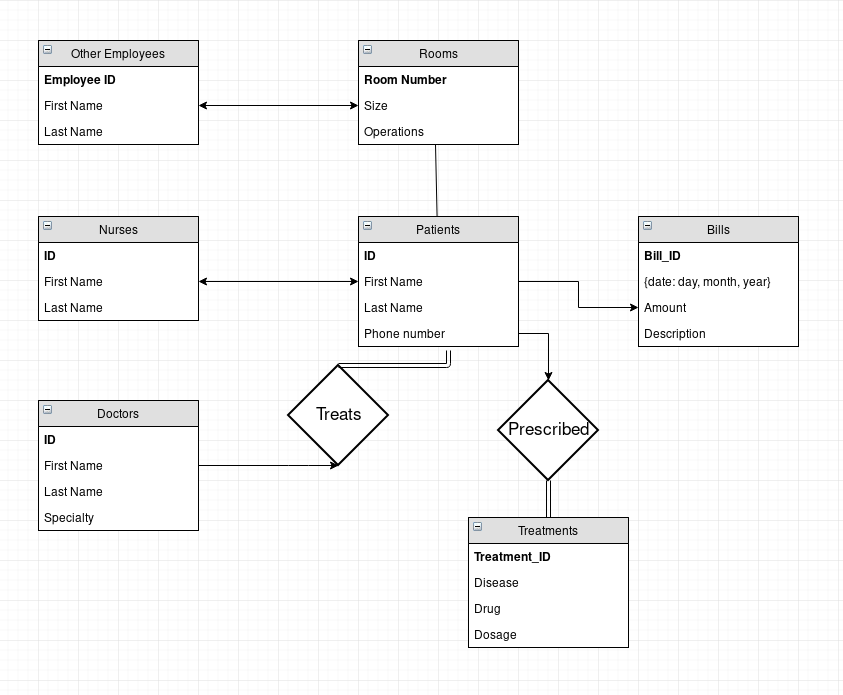 Other Employees
Employee ID
First Name
Last Name
Rooms
Room Number
Size
Operations
Nurses
ID
First Name
Last Name
Patients
ID
First Name
Last Name
Phone number
Bills
Bill_ID
{date: day, month, year}
Amount
Description
Doctors
ID
First Name
Last Name
Specialty
Treats
Prescribed
Treatments
Treatment_ID
Disease
Drug
Dosage